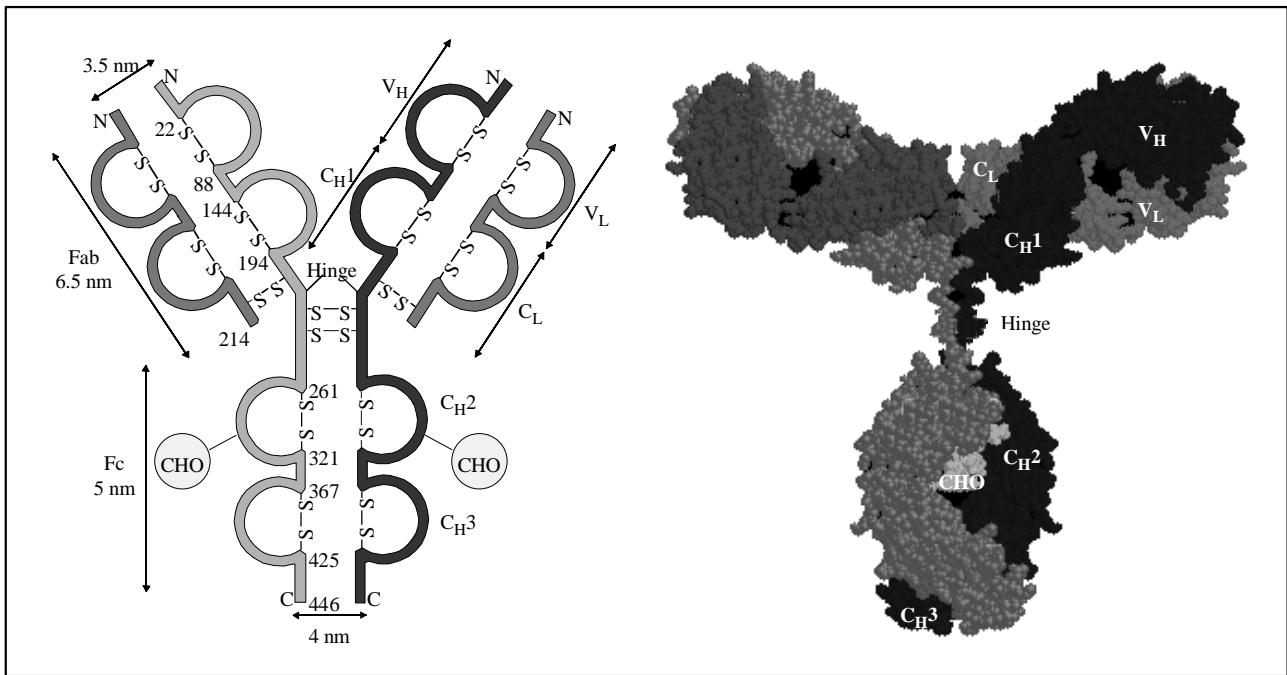 3.5 nm
N
N
22
S
S
S
S
88
144
S
S
S
S
194
S
S
214
Fab
6.5 nm
V_H
C_H1
N
N
S
S
S
S
S
S
S
S
V_L
C_L
Hinge
S
S
S
S
S
S
261
S
S
S
S
C_H2
CHO
321
CHO
Fc
5 nm
367
S
S
S
S
C_H3
425
C
446
C
4 nm
V_H
C_L
V_L
C_H1
Hinge
C_H2
CHO
C_H3